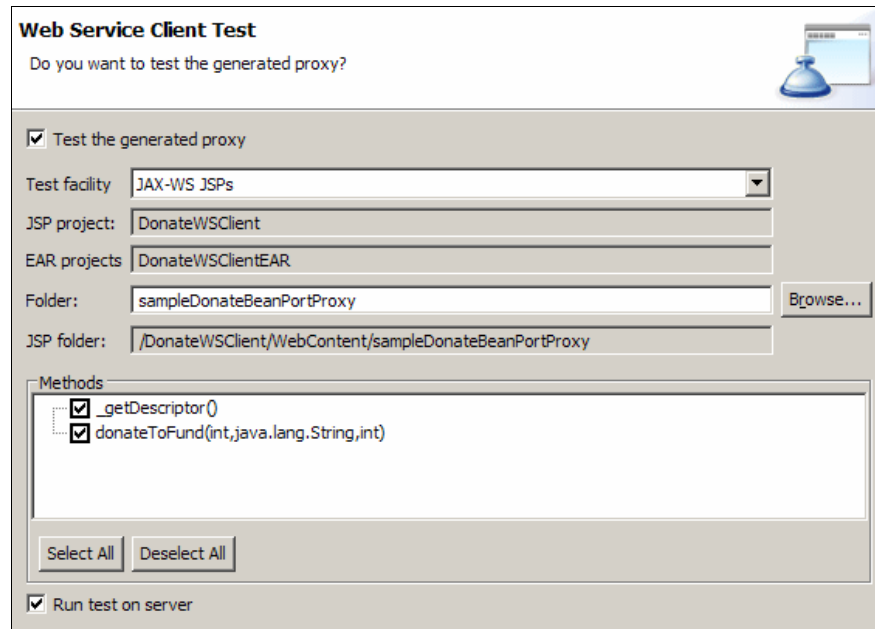 Web Service Client Test
Do you want to test the generated proxy?
Test the generated proxy
Test facility JAX-WS JSPs
JSP project: DonateWSClient
EAR projects DonateWSClientEAR
Folder: sampleDonateBeanPortProxy Browse...
JSP folder: /DonateWSClient/WebContent/sampleDonateBeanPortProxy
Methods
_getDescriptor()
donateToFund(int,java.lang.String,int)
Select All Deselect All
Run test on server